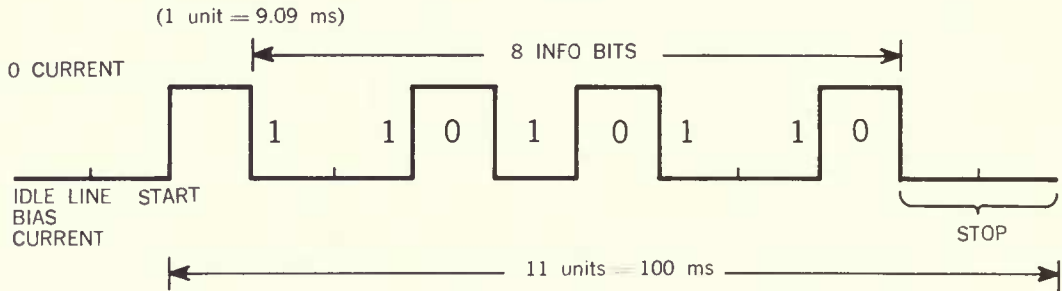 (1 unit = 9.09 ms)
8 INFO BITS
0 CURRENT
1 1 0 1 0 1 1 0
IDLE LINE START
BIAS
CURRENT
STOP
11 units = 100 ms